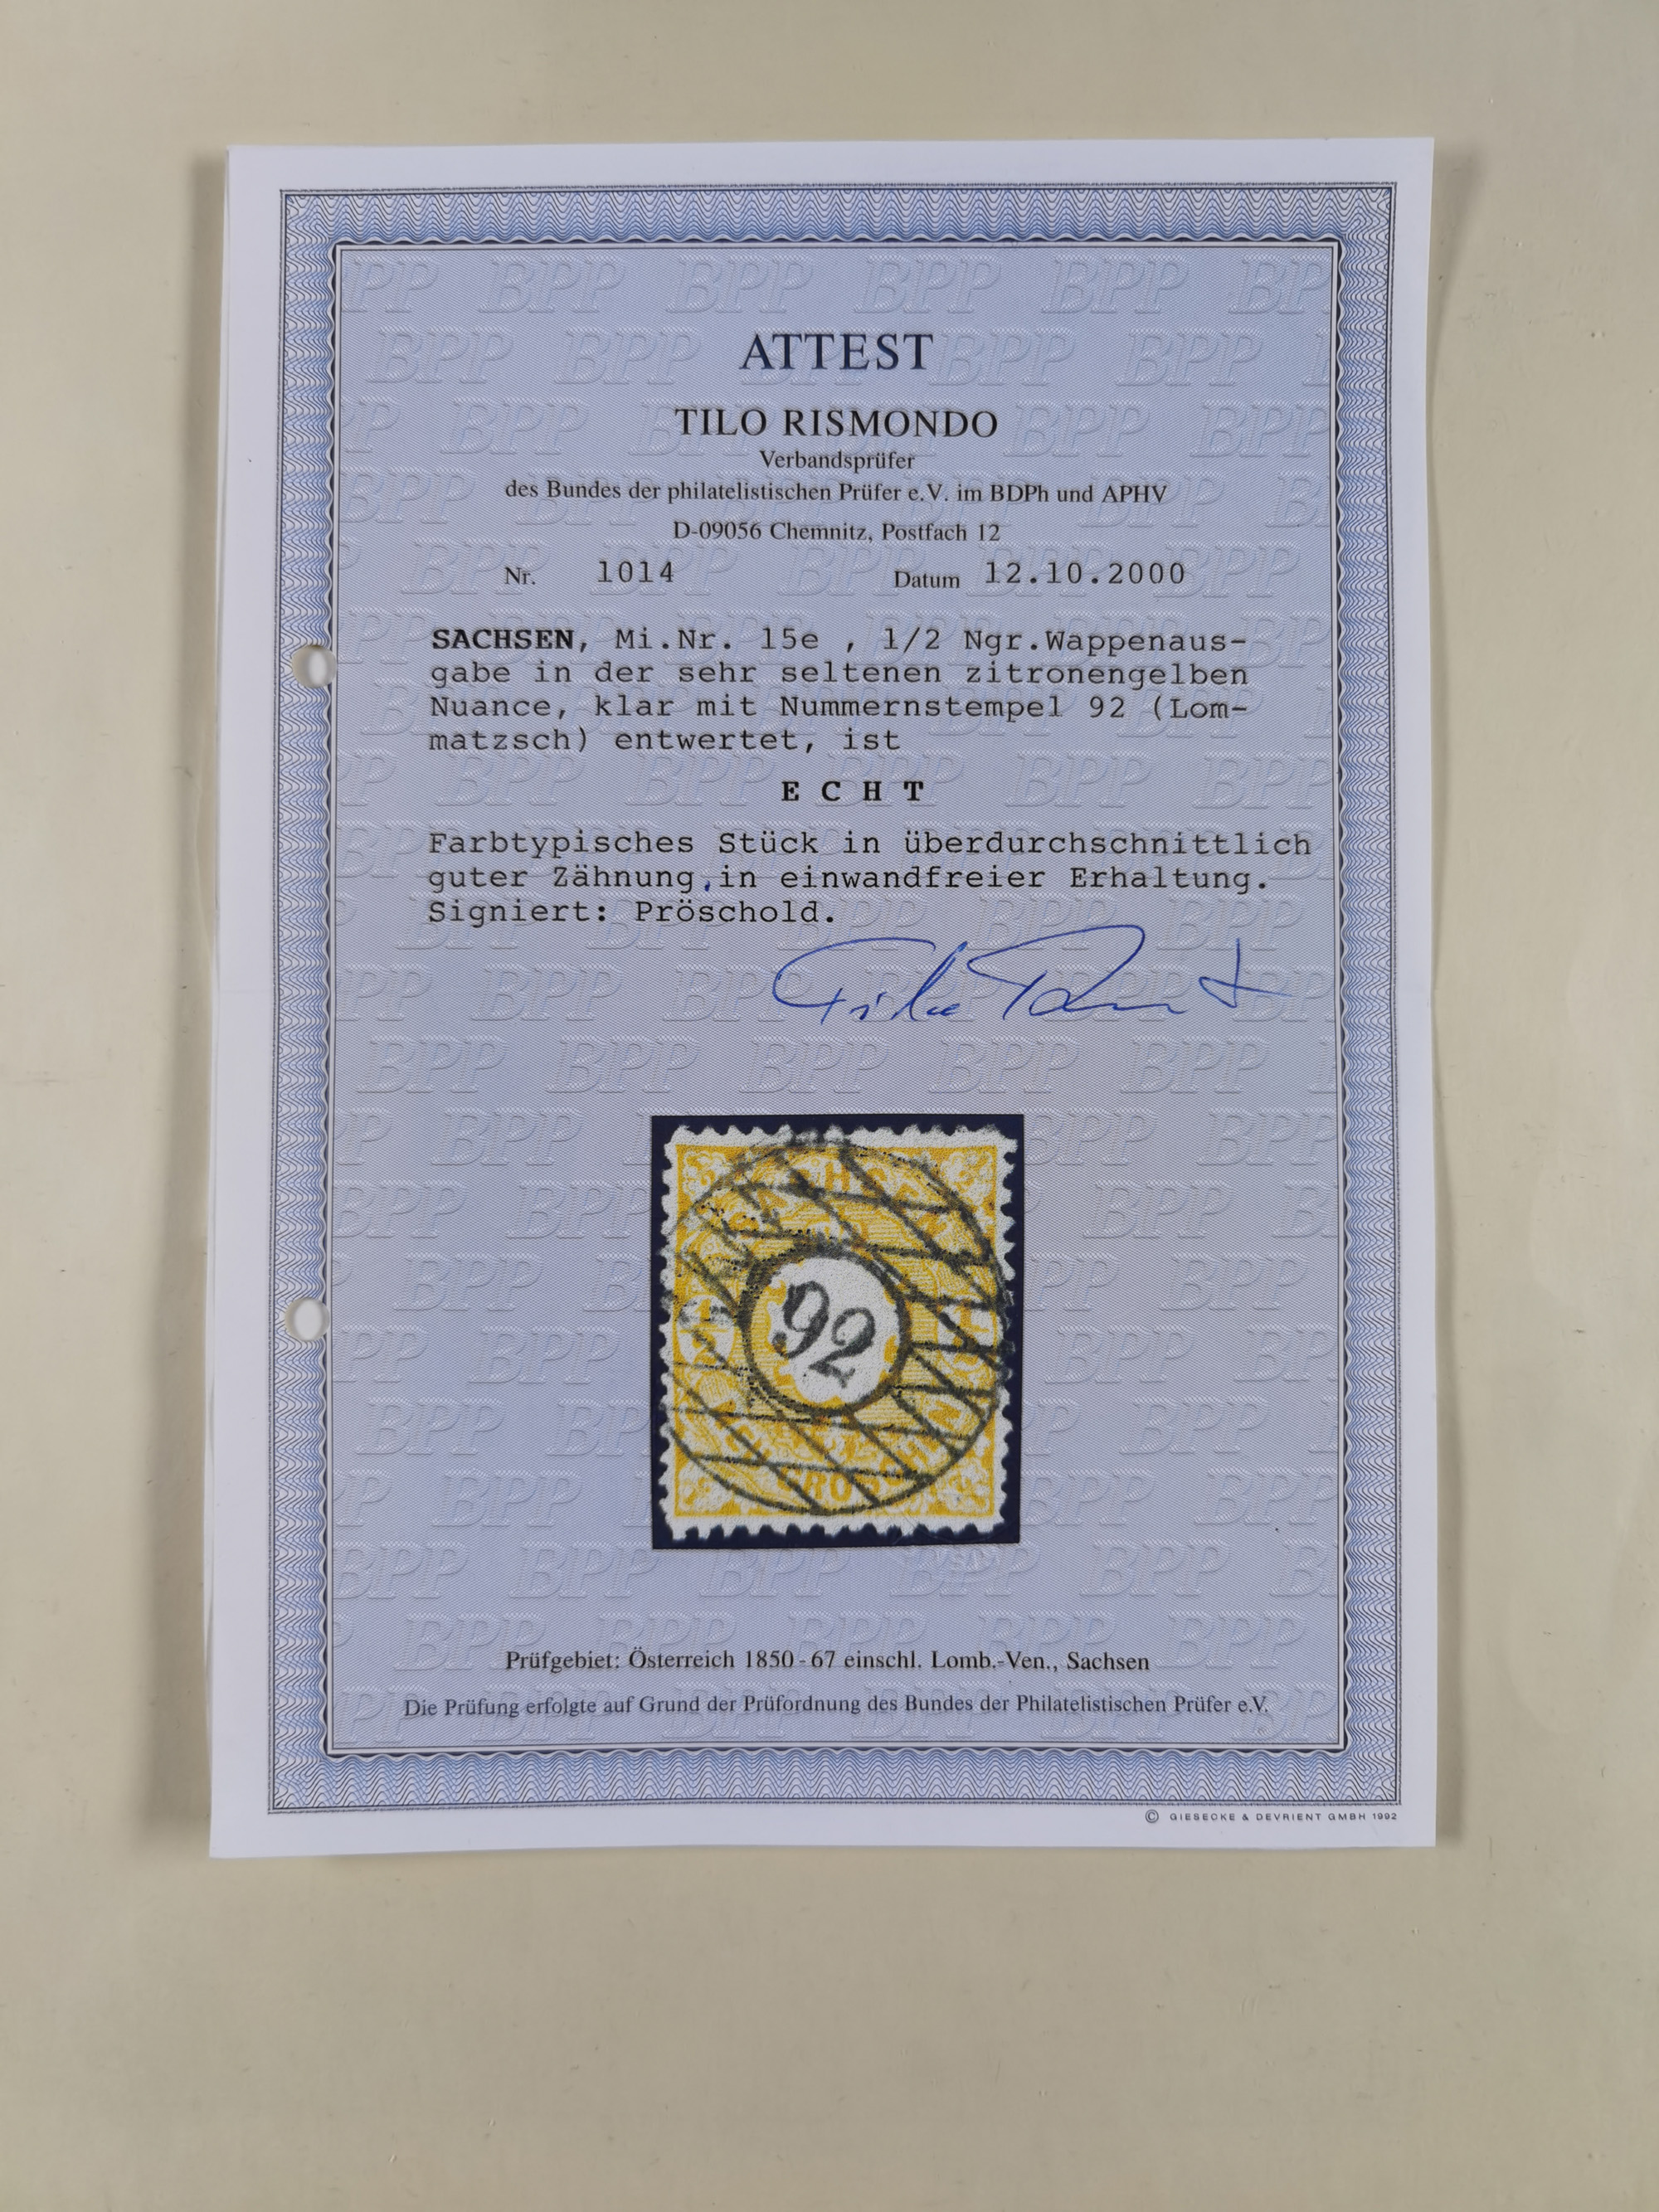 ATTEST
TILO RISMONDO
Verbandsprüfer
des Bundes der philatelistischen Prüfer e.V. im BDPh und APHV
D-09056 Chemnitz, Postfach 12
Nr. 1014 Datum 12.10.2000
SACHSEN, Mi.Nr. 15e , 1/2 Ngr.Wappenaus-
gabe in der sehr seltenen zitronengelben
Nuance, klar mit Nummernstempel 92 (Lom-
matzsch) entwertet, ist
E C H T
Farbtypisches Stück in überdurchschnittlich
guter Zähnung,in einwandfreier Erhaltung.
Signiert: Pröschold.
92
Prüfgebiet: Österreich 1850-67 einschl. Lomb.-Ven., Sachsen
Die Prüfung erfolgte auf Grund der Prüfordnung des Bundes der Philatelistischen Prüfer e.V.
© GIESECKE & DEVRIENT GMBH 1992